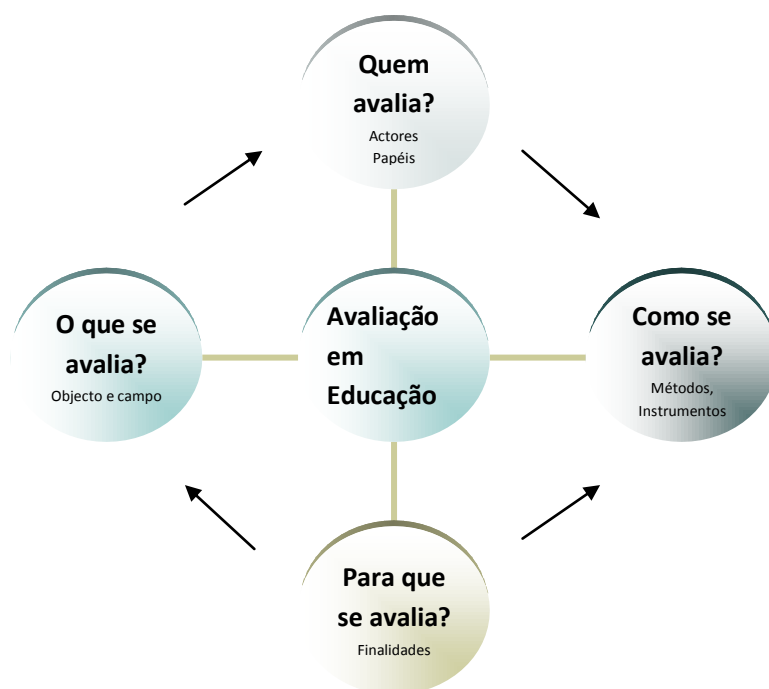 Quem
avalia?
Actores
Papéis
O que se
avalia?
Objecto e campo
Avaliação
em
Educação
Como se
avalia?
Métodos,
Instrumentos
Para que
se avalia?
Finalidades